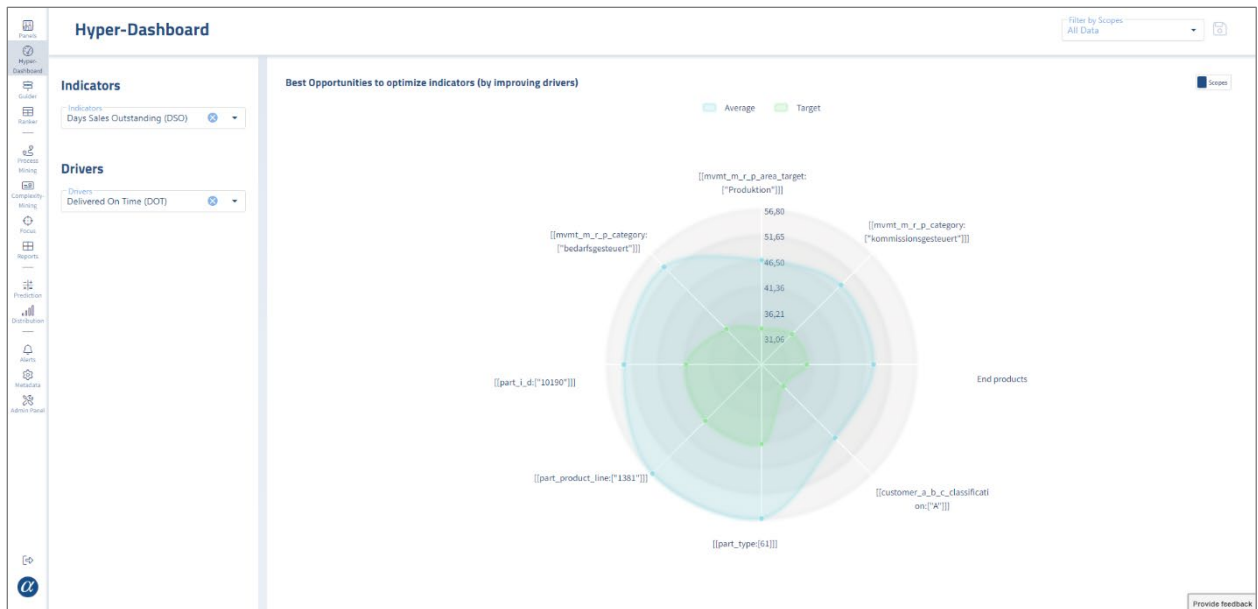 Panels
Hyper-
Dashboard
Guider
Ranker
Process
Mining
Complexity
Mining
Focus
Reports
Prediction
Distribution
Alerts
Metadata
Admin Panel
α
Hyper-Dashboard
Filter by Scopes
All Data
Indicators
Indicators
Days Sales Outstanding (DSO)
Drivers
Drivers
Delivered On Time (DOT)
Best Opportunities to optimize indicators (by improving drivers)
Scopes
Average
Target
[[mvmt_m_r_p_area_target:
["Produktion"]]]
[[mvmt_m_r_p_category:
["kommissionsgesteuert"]]]
[[mvmt_m_r_p_category:
["bedarfsgesteuert"]]]
56,80
51,65
46,50
41,36
36,21
31,06
End products
[[part_i_d:["10190"]]]
[[part_product_line:["1381"]]]
[[customer_a_b_c_classificati
on:["A"]]]
[[part_type:[61]]]
Provide feedback